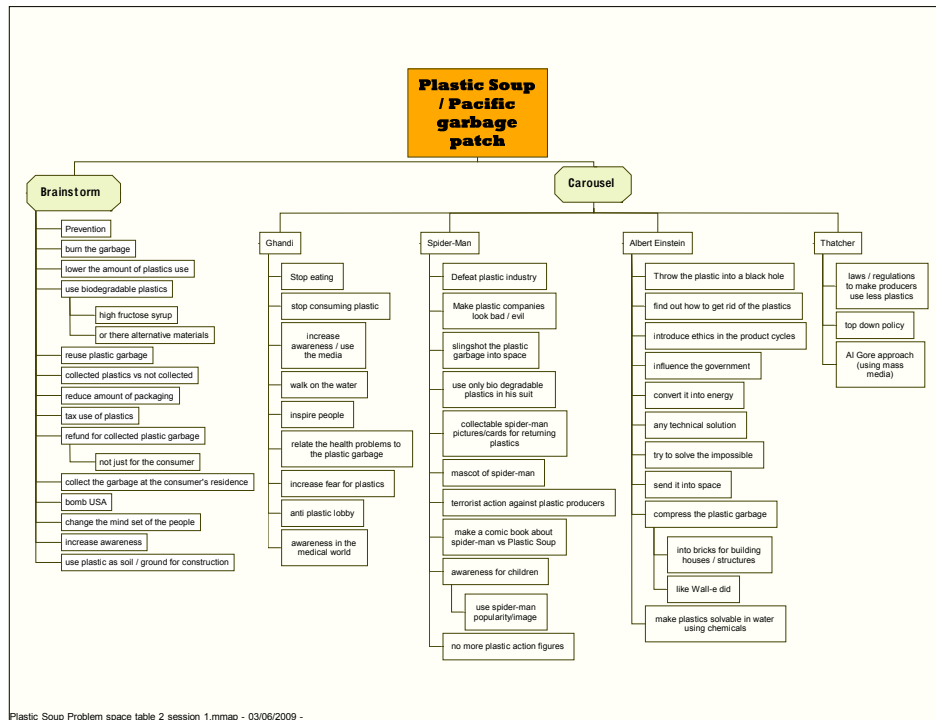 Plastic Soup
/ Pacific
garbage
patch
Brainstorm
Prevention
burn the garbage
lower the amount of plastics use
use biodegradable plastics
high fructose syrup
or there alternative materials
reuse plastic garbage
collected plastics vs not collected
reduce amount of packaging
tax use of plastics
refund for collected plastic garbage
not just for the consumer
collect the garbage at the consumer's residence
bomb USA
change the mind set of the people
increase awareness
use plastic as soil / ground for construction
Carousel
Ghandi
Stop eating
stop consuming plastic
increase
awareness / use
the media
walk on the water
inspire people
relate the health problems to
the plastic garbage
increase fear for plastics
anti plastic lobby
awareness in the
medical world
Spider-Man
Defeat plastic industry
Make plastic companies
look bad / evil
slingshot the plastic
garbage into space
use only bio degradable
plastics in his suit
collectable spider-man
pictures/cards for returning
plastics
mascot of spider-man
terrorist action against plastic producers
make a comic book about
spider-man vs Plastic Soup
awareness for children
use spider-man
popularity/image
no more plastic action figures
Albert Einstein
Throw the plastic into a black hole
find out how to get rid of the plastics
introduce ethics in the product cycles
influence the government
convert it into energy
any technical solution
try to solve the impossible
send it into space
compress the plastic garbage
into bricks for building
houses / structures
like Wall-e did
make plastics solvable in water
using chemicals
Thatcher
laws / regulations
to make producers
use less plastics
top down policy
Al Gore approach
(using mass
media)
Plastic Soup Problem space table 2 session 1.mmap - 03/06/2009 -